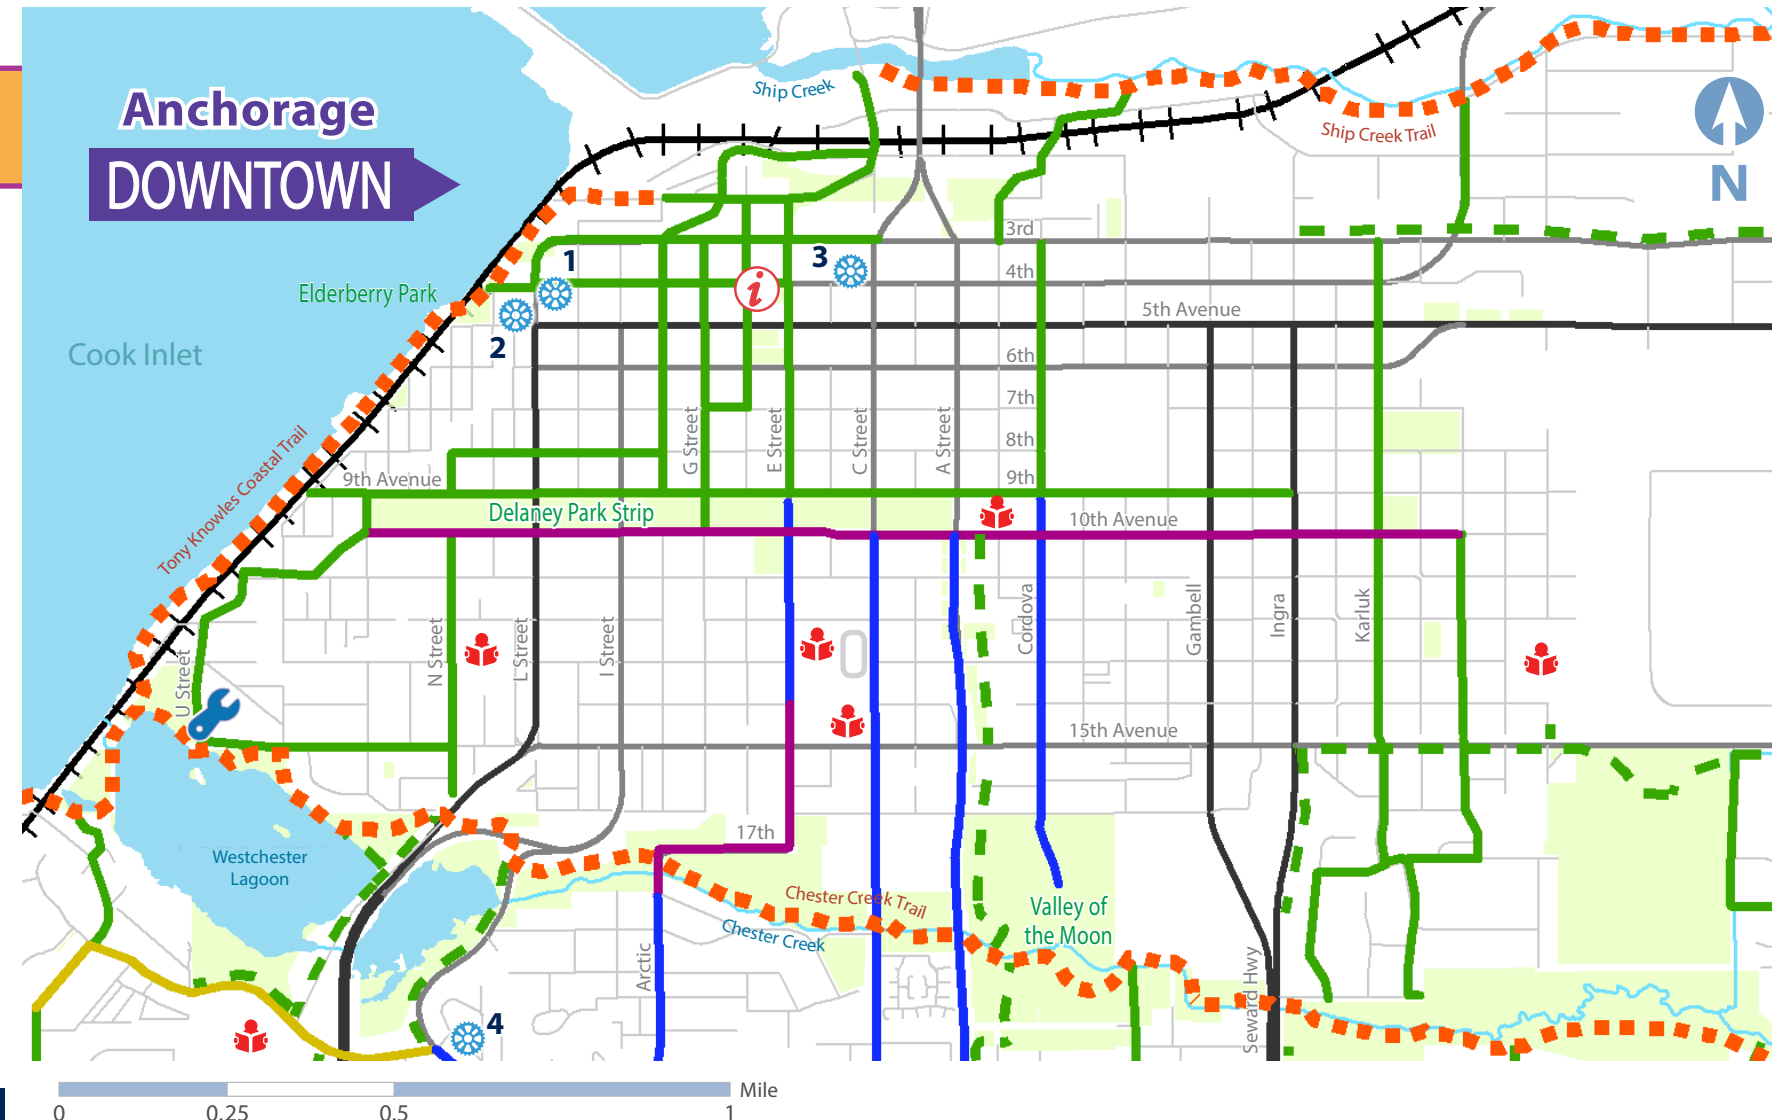 Anchorage
DOWNTOWN
Ship Creek
Ship Creek Trail
N
3rd
1
3
4th
i
Elderberry Park
5th Avenue
2
Cook Inlet
6th
7th
G Street
E Street
C Street
A Street
8th
9th Avenue
9th
Tony Knowles Coastal Trail
Delaney Park Strip
10th Avenue
U Street
N Street
L Street
I Street
Cordova
Gambell
Ingra
Karluk
15th Avenue
17th
Westchester
Lagoon
Chester Creek Trail
Chester Creek
Valley of
the Moon
Arctic
Seward Hwy
4
Mile
0
0.25
0.5
1